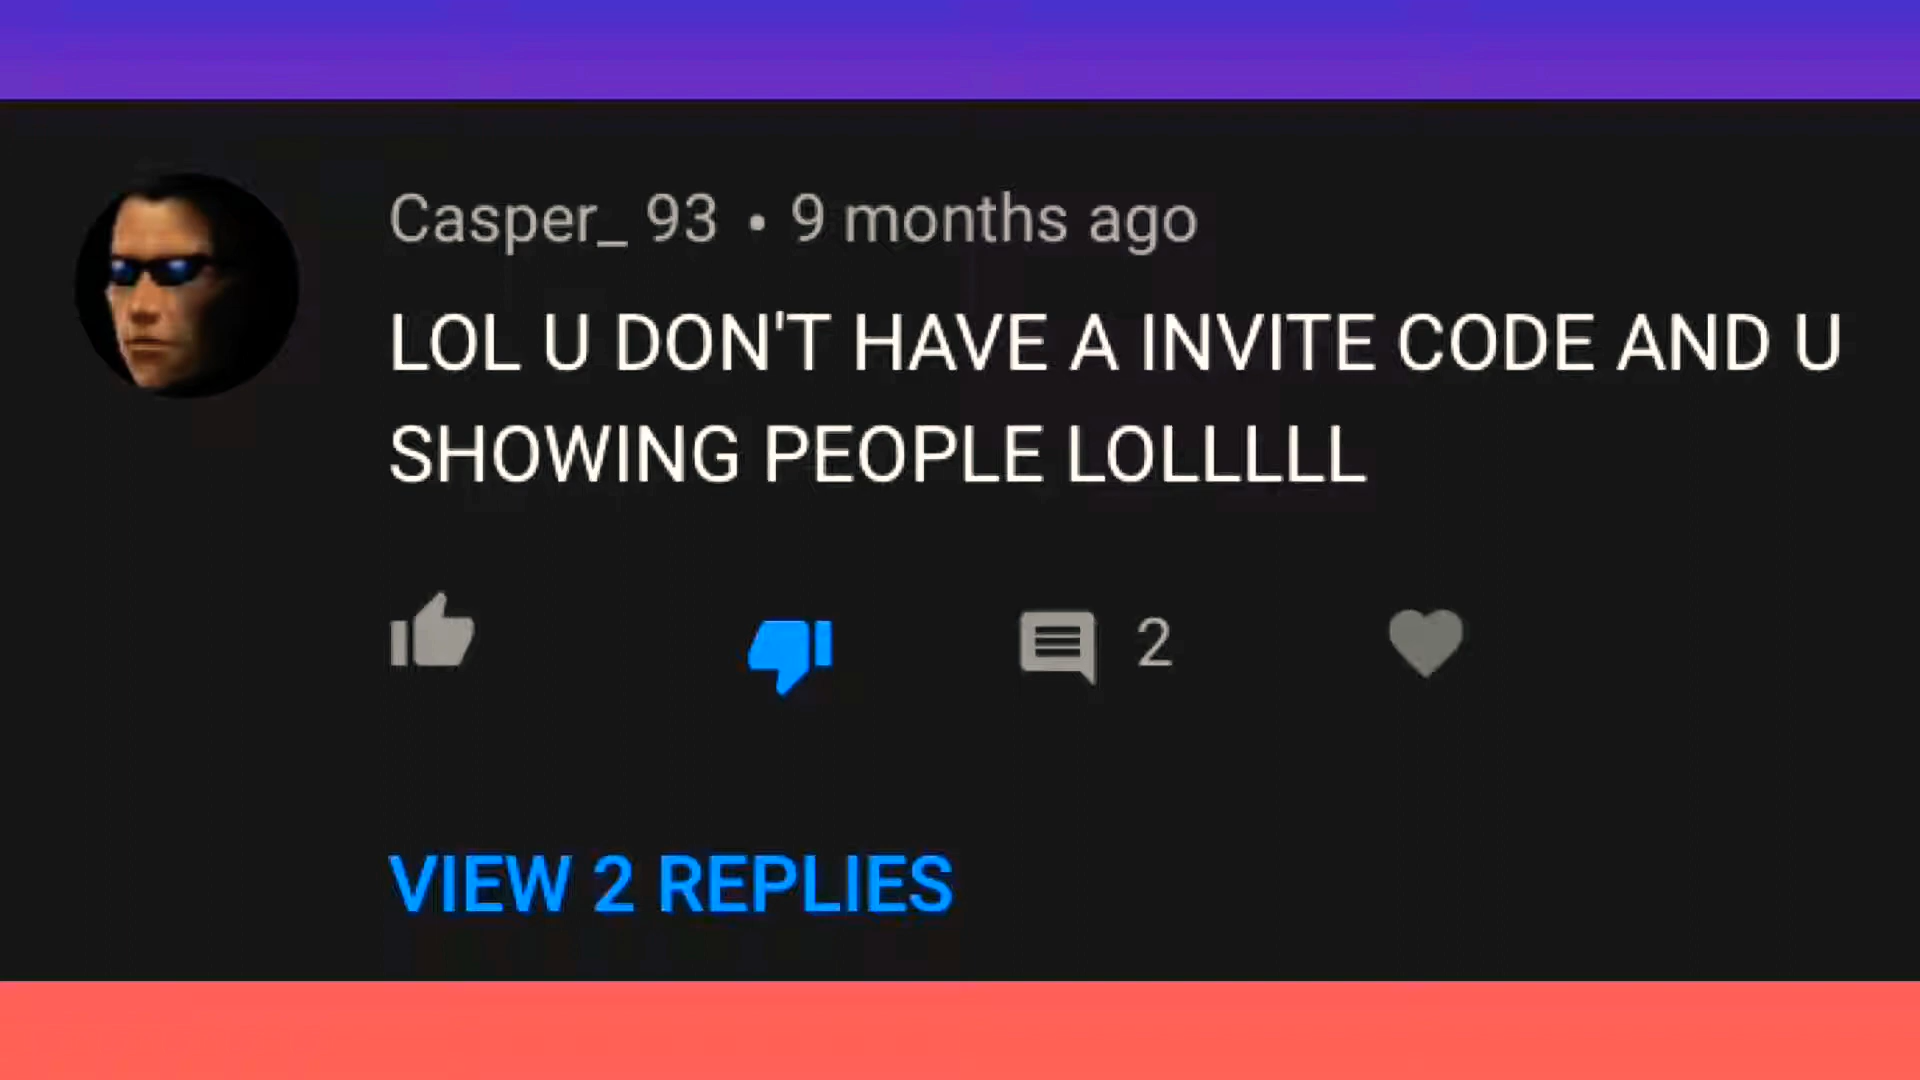 Casper_ 93 • 9 months ago
LOL U DON'T HAVE A INVITE CODE AND U
SHOWING PEOPLE LOLLLLL
2
VIEW 2 REPLIES